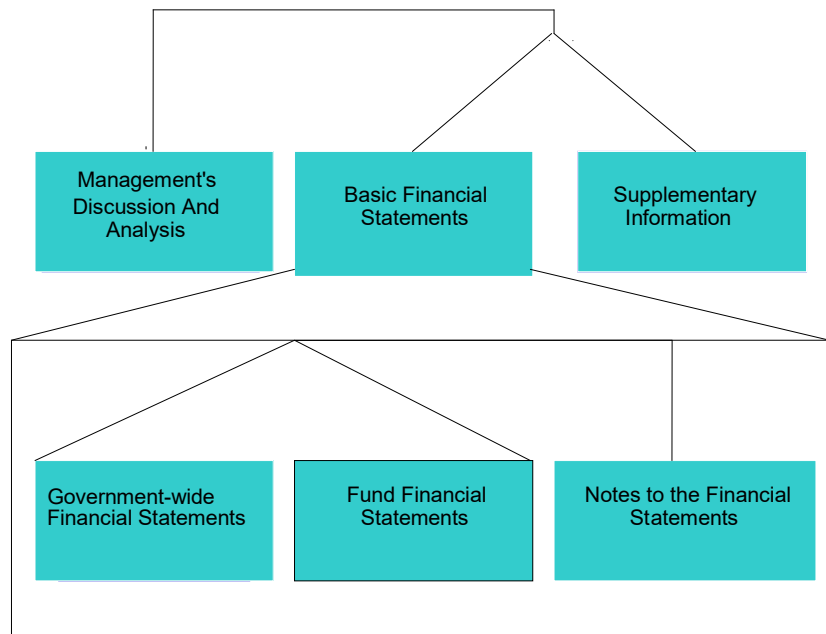 Management's
Discussion And
Analysis
Basic Financial
Statements
Supplementary
Information
Government-wide
Financial Statements
Fund Financial
Statements
Notes to the Financial
Statements